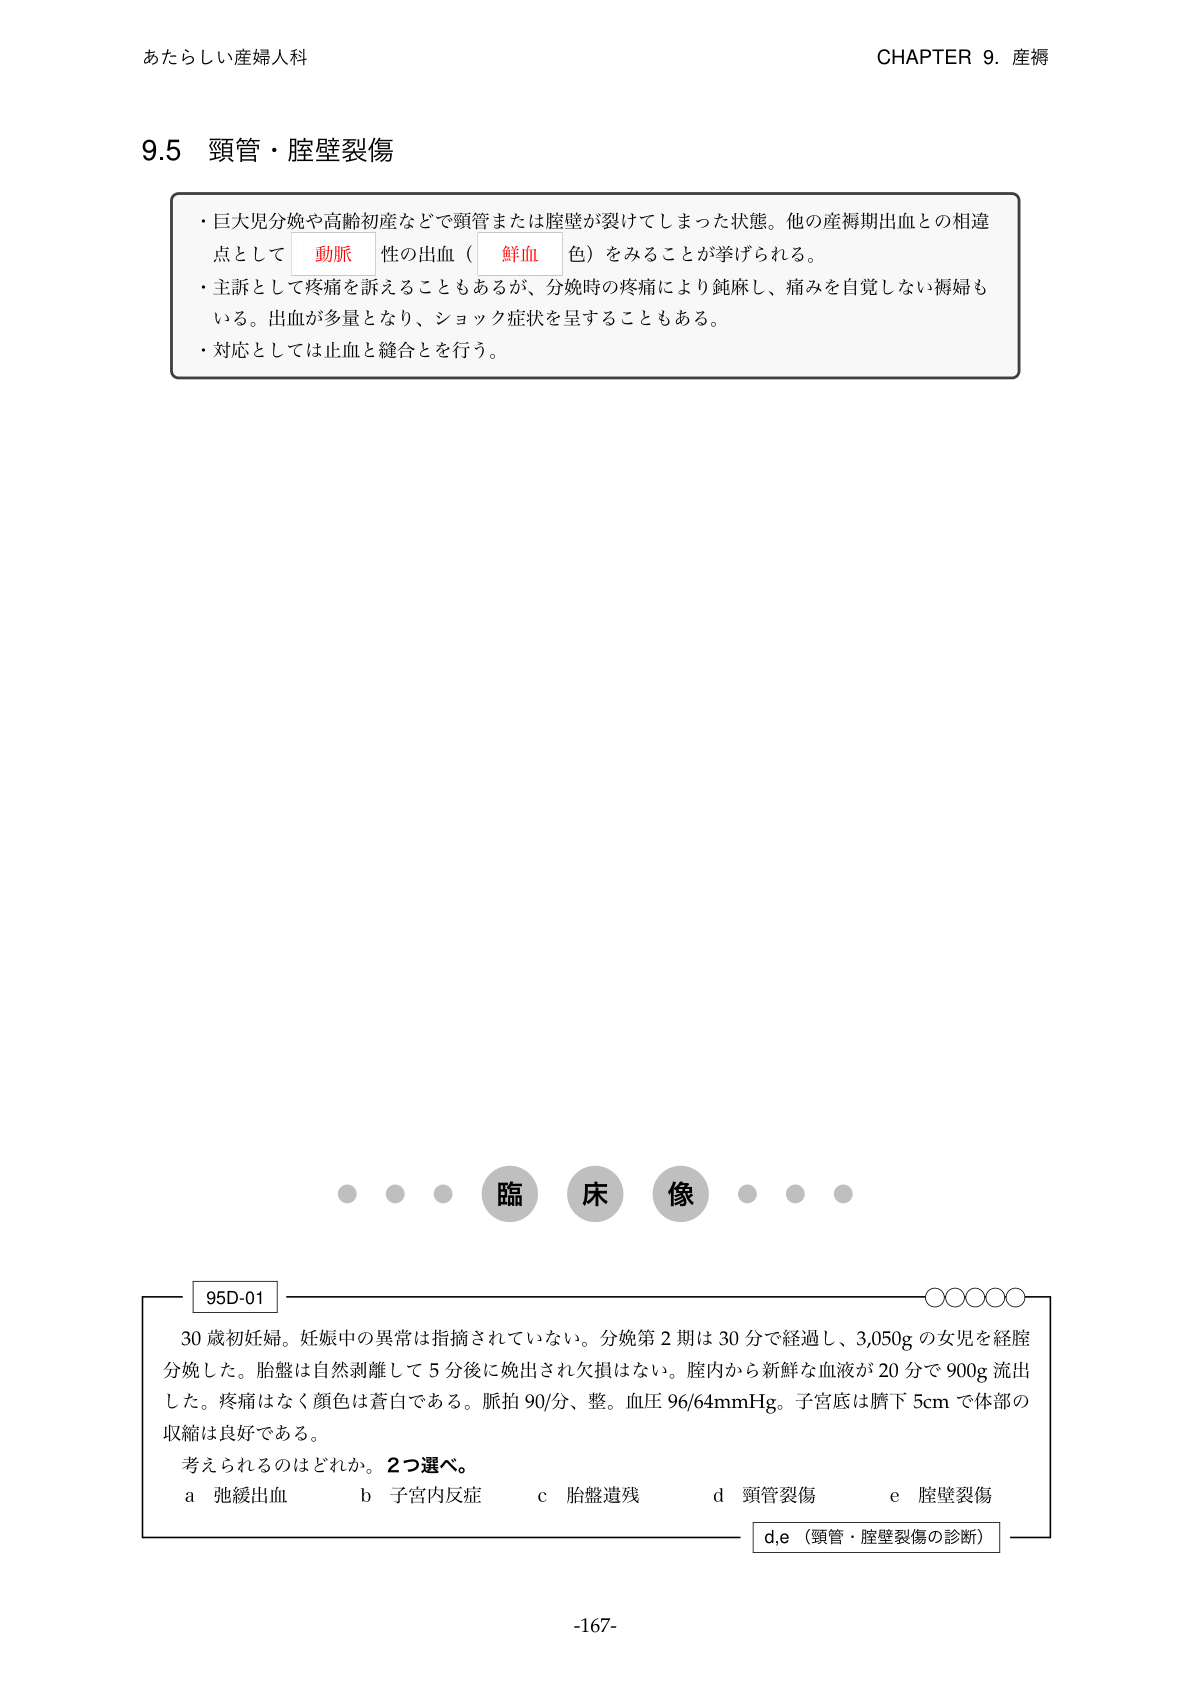 あたらしい産婦人科
CHAPTER 9. 産褥
9.5 頸管・腟壁裂傷
・巨大児分娩や高齢初産などで頸管または腟壁が裂けてしまった状態。他の産褥期出血との相違
点として 動脈 性の出血（ 鮮血 色）をみることが挙げられる。
・主訴として疼痛を訴えることもあるが、分娩時の疼痛により鈍麻し、痛みを自覚しない褥婦も
いる。出血が多量となり、ショック症状を呈することもある。
・対応としては止血と縫合とを行う。
臨床像
95D-01
30 歳初妊婦。妊娠中の異常は指摘されていない。分娩第 2 期は 30 分で経過し、3,050g の女児を経腟
分娩した。胎盤は自然剥離して 5 分後に娩出され欠損はない。腟内から新鮮な血液が 20 分で 900g 流出
した。疼痛はなく顔色は蒼白である。脈拍 90/分、整。血圧 96/64mmHg。子宮底は臍下 5cm で体部の
収縮は良好である。
考えられるのはどれか。2つ選べ。
a 弛緩出血 b 子宮内反症 c 胎盤遺残 d 頸管裂傷 e 腟壁裂傷
d,e （頸管・腟壁裂傷の診断）
-167-